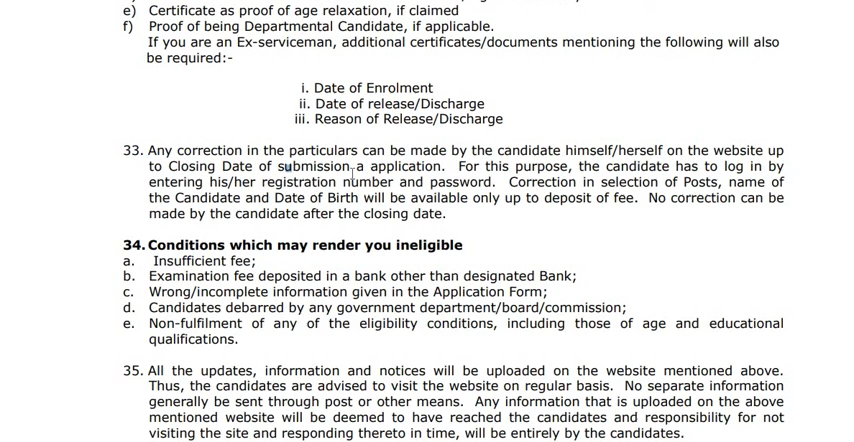 e) Certificate as proof of age relaxation, if claimed
f) Proof of being Departmental Candidate, if applicable.
If you are an Ex-serviceman, additional certificates/documents mentioning the following will also
be required:-
i. Date of Enrolment
ii. Date of release/Discharge
iii. Reason of Release/Discharge
33. Any correction in the particulars can be made by the candidate himself/herself on the website up
to Closing Date of submission a application. For this purpose, the candidate has to log in by
entering his/her registration number and password. Correction in selection of Posts, name of
the Candidate and Date of Birth will be available only up to deposit of fee. No correction can be
made by the candidate after the closing date.
34. Conditions which may render you ineligible
a. Insufficient fee;
b. Examination fee deposited in a bank other than designated Bank;
c. Wrong/incomplete information given in the Application Form;
d. Candidates debarred by any government department/board/commission;
e. Non-fulfilment of any of the eligibility conditions, including those of age and educational
qualifications.
35. All the updates, information and notices will be uploaded on the website mentioned above.
Thus, the candidates are advised to visit the website on regular basis. No separate information
generally be sent through post or other means. Any information that is uploaded on the above
mentioned website will be deemed to have reached the candidates and responsibility for not
visiting the site and responding thereto in time, will be entirely by the candidates.